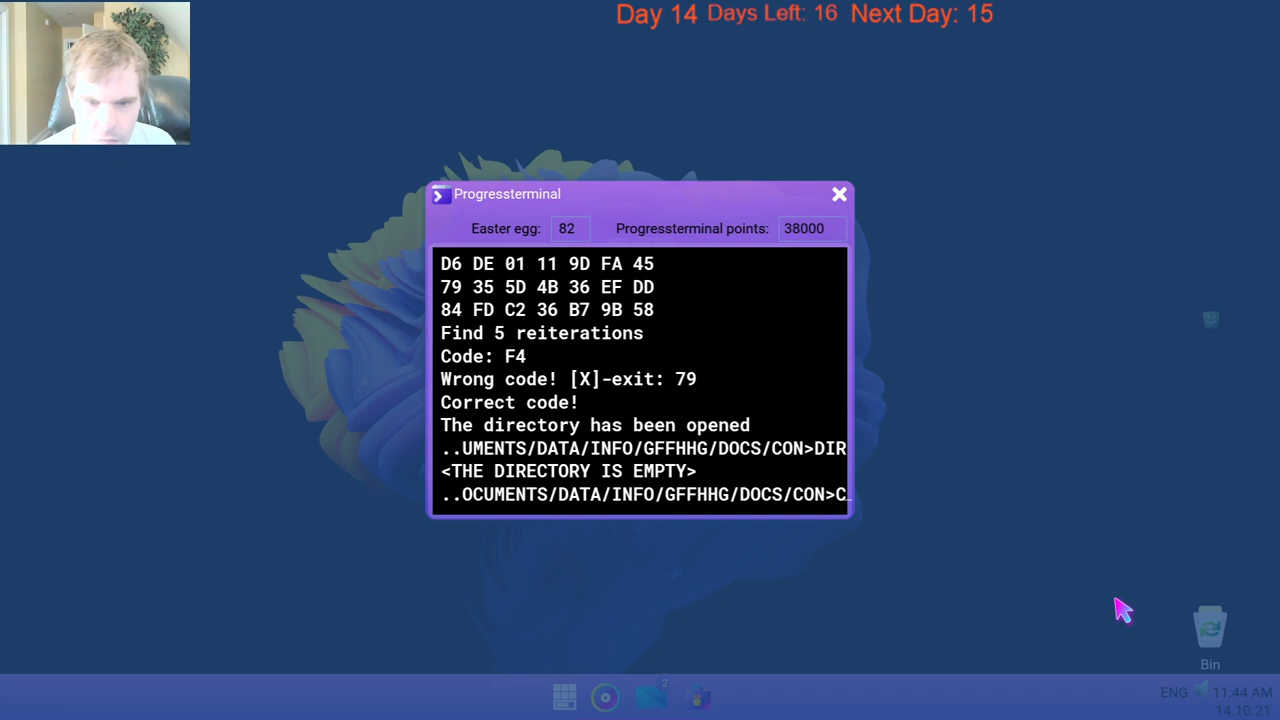 Day 14 Days Left: 16 Next Day: 15
Progressterminal
Easter egg: 82 Progressterminal points: 38000
D6 DE 01 11 9D FA 45
79 35 5D 4B 36 EF DD
84 FD C2 36 B7 9B 58
Find 5 reiterations
Code: F4
Wrong code! [X]-exit: 79
Correct code!
The directory has been opened
..UMENTS/DATA/INFO/GFFHHG/DOCS/CON>DIR
<THE DIRECTORY IS EMPTY>
..OCUMENTS/DATA/INFO/GFFHHG/DOCS/CON>C_
Bin
2
ENG 11:44 AM
14.10.21